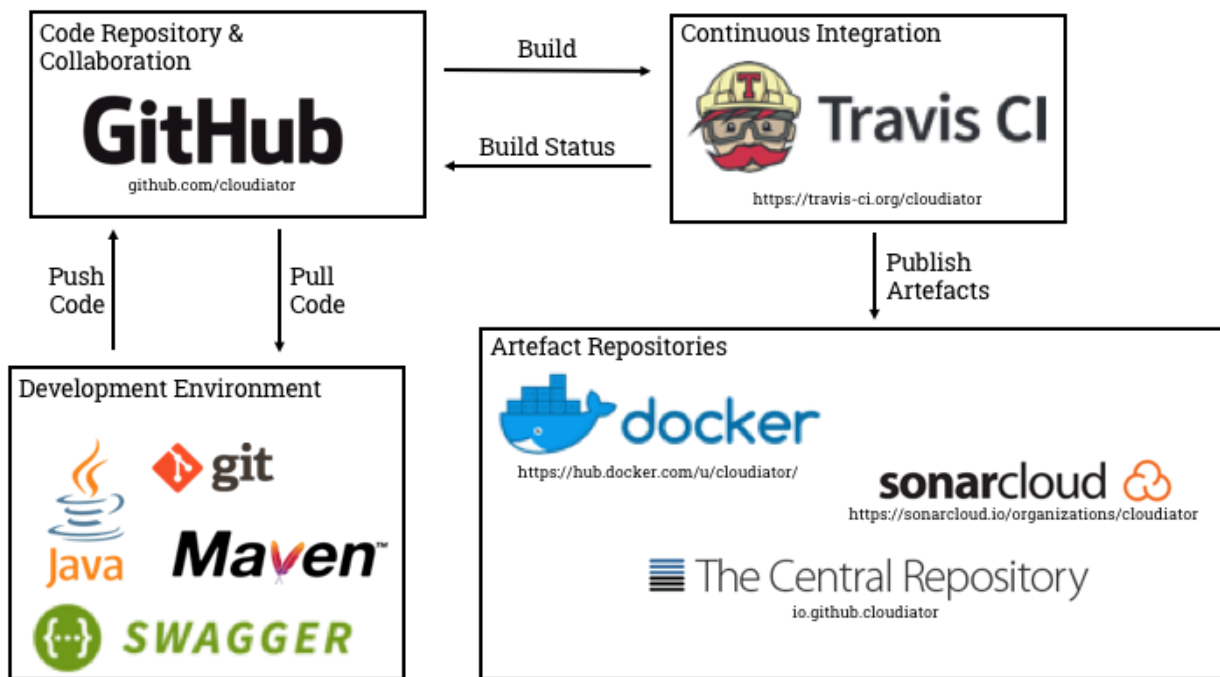 Code Repository &
Collaboration
GitHub
github.com/cloudiator
Build
Build Status
Continuous Integration
T
Travis CI
https://travis-ci.org/cloudiator
Push
Code
Pull
Code
Publish
Artefacts
Development Environment
git
Java
Maven™
{···} SWAGGER
Artefact Repositories
docker
https://hub.docker.com/u/cloudiator/
sonarcloud
https://sonarcloud.io/organizations/cloudiator
The Central Repository
io.github.cloudiator